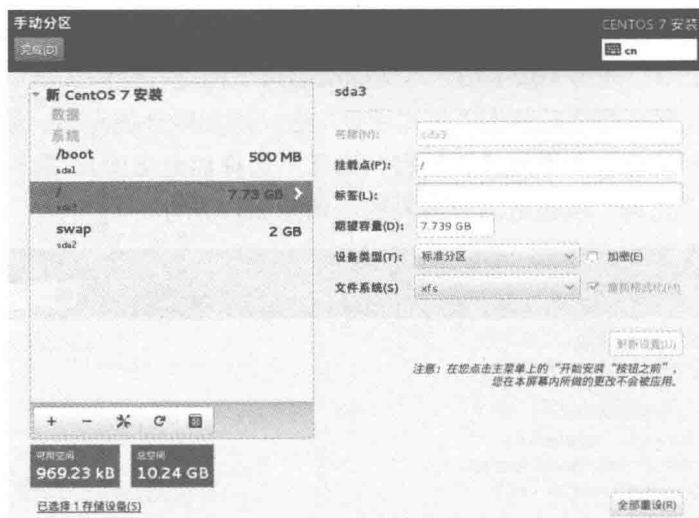 手动分区
CENTOS 7 安装
完成(D)
cn
新 CentOS 7 安装
sda3
数据
系统
名称(N):
sda3
/boot
500 MB
sda1
挂载点(P):
/
/
7.73 GB
sda3
标签(L):
swap
2 GB
sda2
期望容量(D):
7.739 GB
设备类型(T):
标准分区
加密(E)
文件系统(S)
xfs
重新格式化(M)
更新设置(U)
注意：在您点击主菜单上的“开始安装“按钮之前”，
您在本屏幕内所做的更改不会被应用。
可用空间
969.23 kB
总空间
10.24 GB
已选择 1 存储设备(S)
全部重设(R)